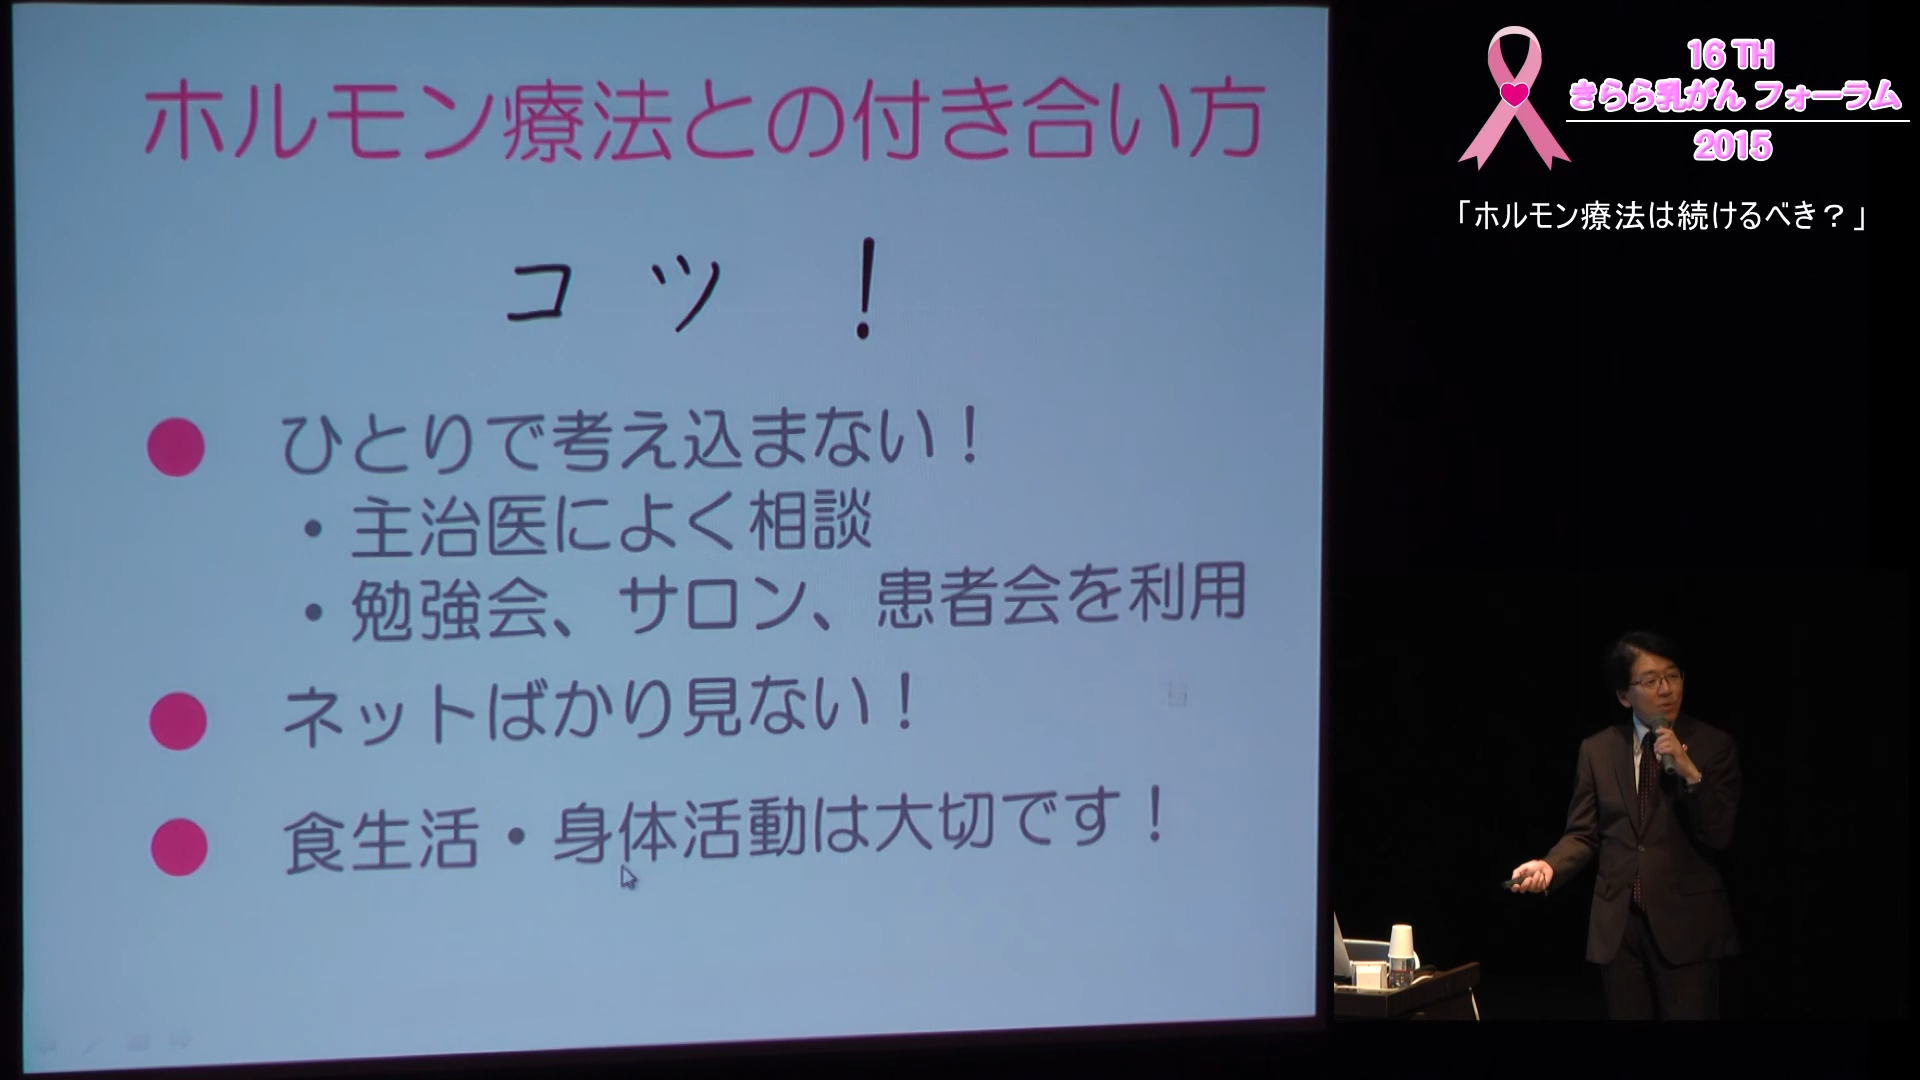 ホルモン療法との付き合い方
コツ！
● ひとりで考え込まない！
・主治医によく相談
・勉強会、サロン、患者会を利用
● ネットばかり見ない！
● 食生活・身体活動は大切です！
16 TH
きらら乳がん フォーラム
2015
「ホルモン療法は続けるべき？」